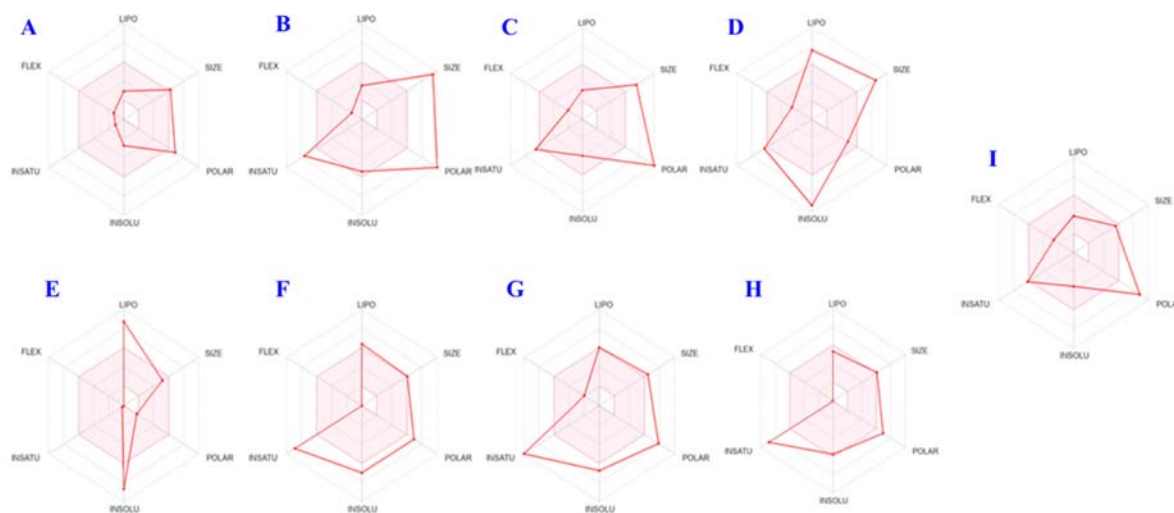 A
LIPO
FLEX
SIZE
INSATU
POLAR
INSOLU
B
LIPO
FLEX
SIZE
INSATU
POLAR
INSOLU
C
LIPO
FLEX
SIZE
INSATU
POLAR
INSOLU
D
LIPO
FLEX
SIZE
INSATU
POLAR
INSOLU
E
LIPO
FLEX
SIZE
INSATU
POLAR
INSOLU
F
LIPO
FLEX
SIZE
INSATU
POLAR
INSOLU
G
LIPO
FLEX
SIZE
INSATU
POLAR
INSOLU
H
LIPO
FLEX
SIZE
INSATU
POLAR
INSOLU
I
LIPO
FLEX
SIZE
INSATU
POLA
INSOLU